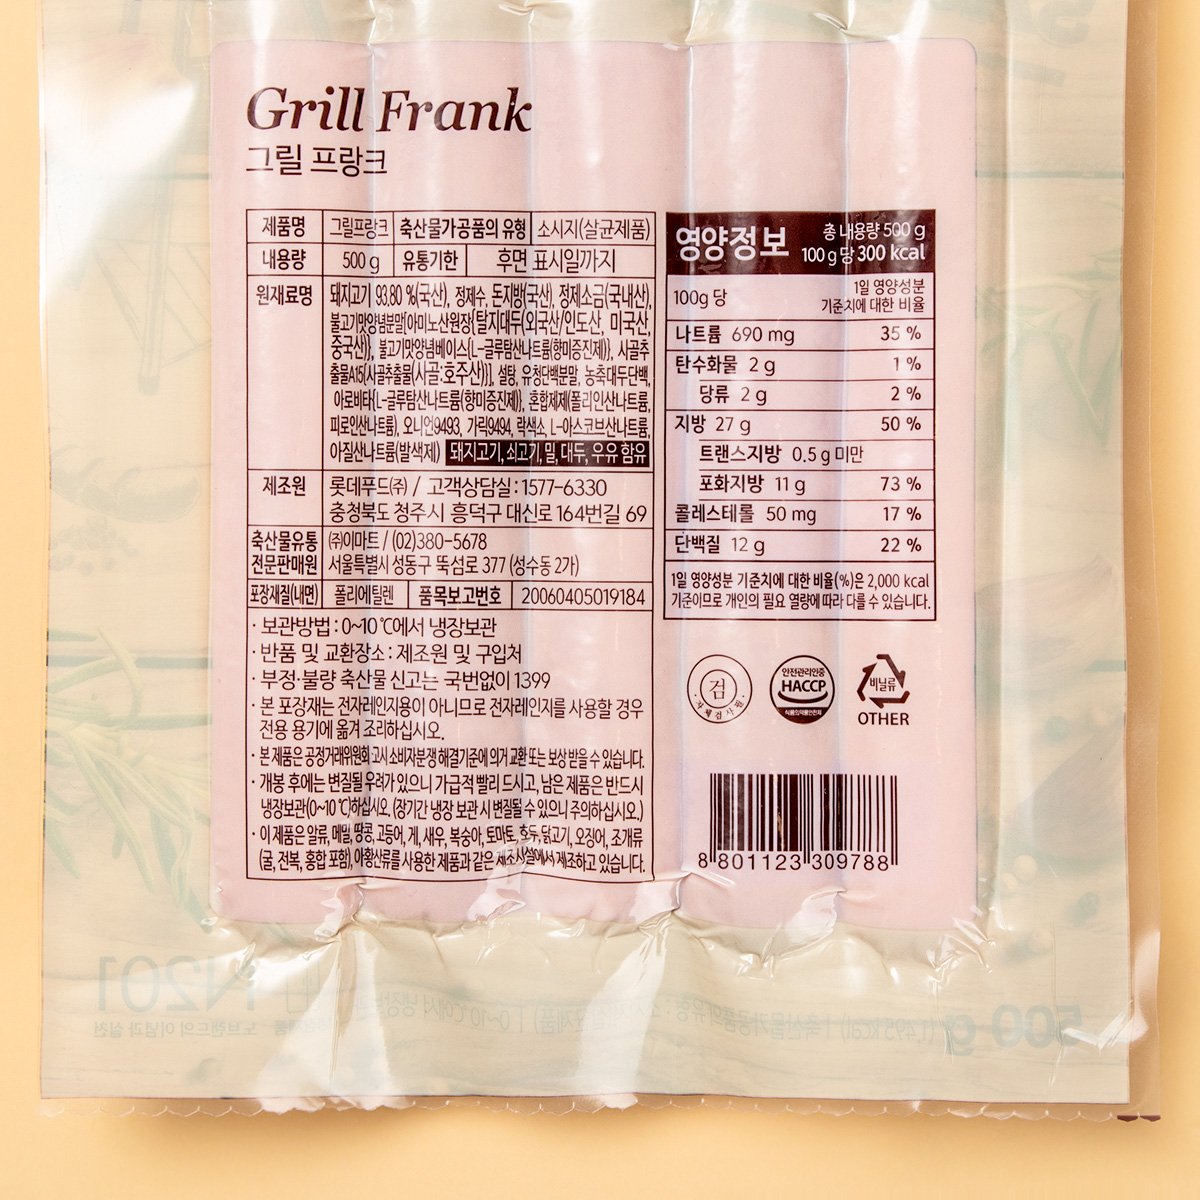 Grill Frank
그릴 프랑크
제품명 그릴프랑크 축산물가공품의 유형 소시지(살균제품)
내용량 500 g 유통기한 후면 표시일까지
원재료명 돼지고기 93.80 %(국산), 정제수, 돈지방(국산), 정제소금(국내산),
불고기맛양념분말[아미노산원장{탈지대두(외국산/인도산, 미국산,
중국산)}, 불고기맛양념베이스{L-글루탐산나트륨(향미증진제)}, 사골추
출물A15{사골추출물(사골:호주산)}], 설탕, 유청단백분말, 농축대두단백,
아로비타{L-글루탐산나트륨(향미증진제)}, 혼합제제(폴리인산나트륨,
피로인산나트륨), 오니언9493, 가릭9494, 락색소, L-아스코브산나트륨,
아질산나트륨(발색제) 돼지고기, 쇠고기, 밀, 대두, 우유 함유
제조원 롯데푸드(주) / 고객상담실 : 1577-6330
충청북도 청주시 흥덕구 대신로 164번길 69
축산물유통 (주)이마트 / (02)380-5678
전문판매원 서울특별시 성동구 뚝섬로 377 (성수동 2가)
포장재질(내면) 폴리에틸렌 품목보고번호 20060405019184
· 보관방법 : 0~10℃에서 냉장보관
· 반품 및 교환장소 : 제조원 및 구입처
· 부정·불량 축산물 신고는 국번없이 1399
· 본 포장재는 전자레인지용이 아니므로 전자레인지를 사용할 경우
전용 용기에 옮겨 조리하십시오.
· 본 제품은 공정거래위원회 고시 소비자분쟁 해결기준에 의거 교환 또는 보상 받을 수 있습니다.
· 개봉 후에는 변질될 우려가 있으니 가급적 빨리 드시고, 남은 제품은 반드시
냉장보관(0~10℃)하십시오. (장기간 냉장 보관 시 변질될 수 있으니 주의하십시오.)
· 이 제품은 알류, 메밀, 땅콩, 고등어, 게, 새우, 복숭아, 토마토, 호두, 닭고기, 오징어, 조개류
(굴, 전복, 홍합 포함), 아황산류를 사용한 제품과 같은 제조시설에서 제조하고 있습니다.
영양정보 총 내용량 500 g
100 g 당 300 kcal
100g 당 1일 영양성분
기준치에 대한 비율
나트륨 690 mg 35 %
탄수화물 2 g 1 %
당류 2 g 2 %
지방 27 g 50 %
트랜스지방 0.5 g 미만
포화지방 11 g 73 %
콜레스테롤 50 mg 17 %
단백질 12 g 22 %
1일 영양성분 기준치에 대한 비율(%)은 2,000 kcal
기준이므로 개인의 필요 열량에 따라 다를 수 있습니다.
검
자체검사필
안전관리인증
HACCP
식품의약품안전처
비닐류
OTHER
8 801123 309788
N201
노브랜드의 이념과 실천
500 g (1,495 kcal)